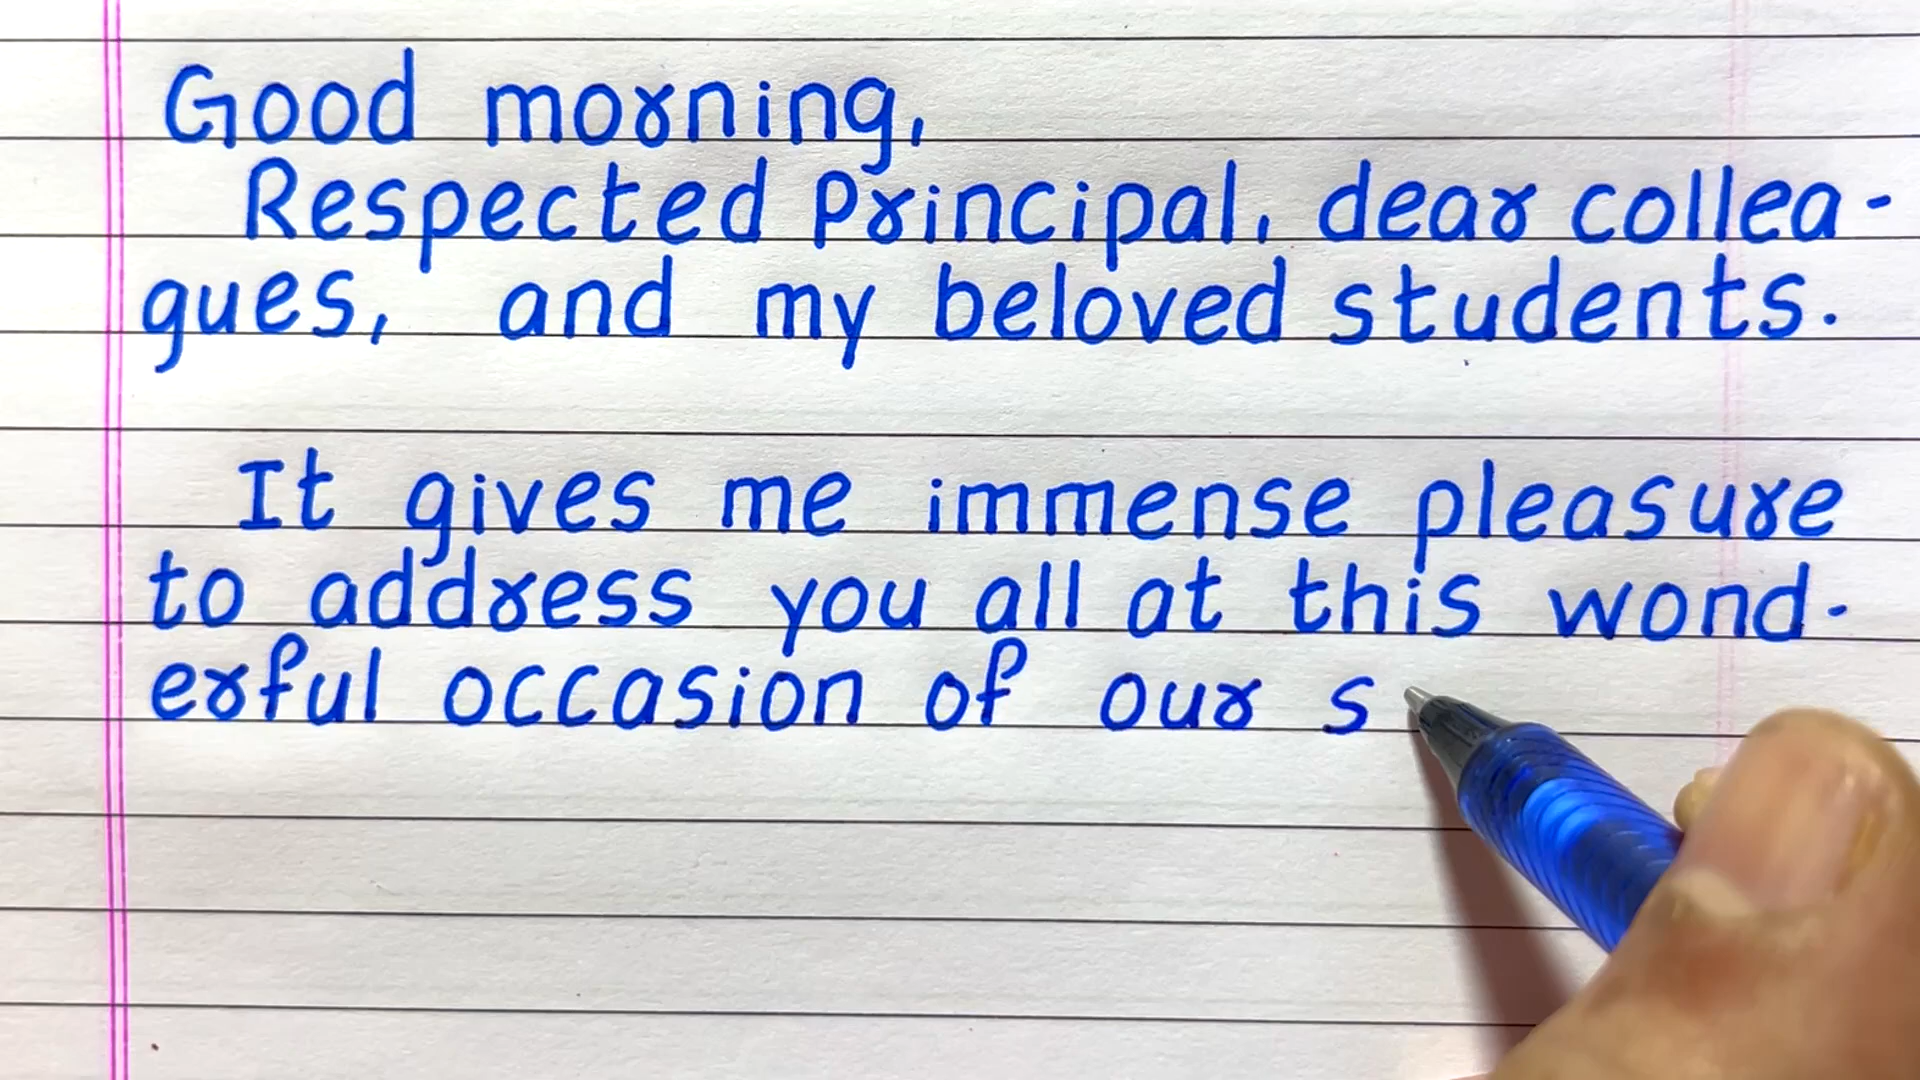 Good morning,
Respected Principal, dear collea-
gues, and my beloved students.
It gives me immense pleasure
to address you all at this wond-
erful occasion of our s